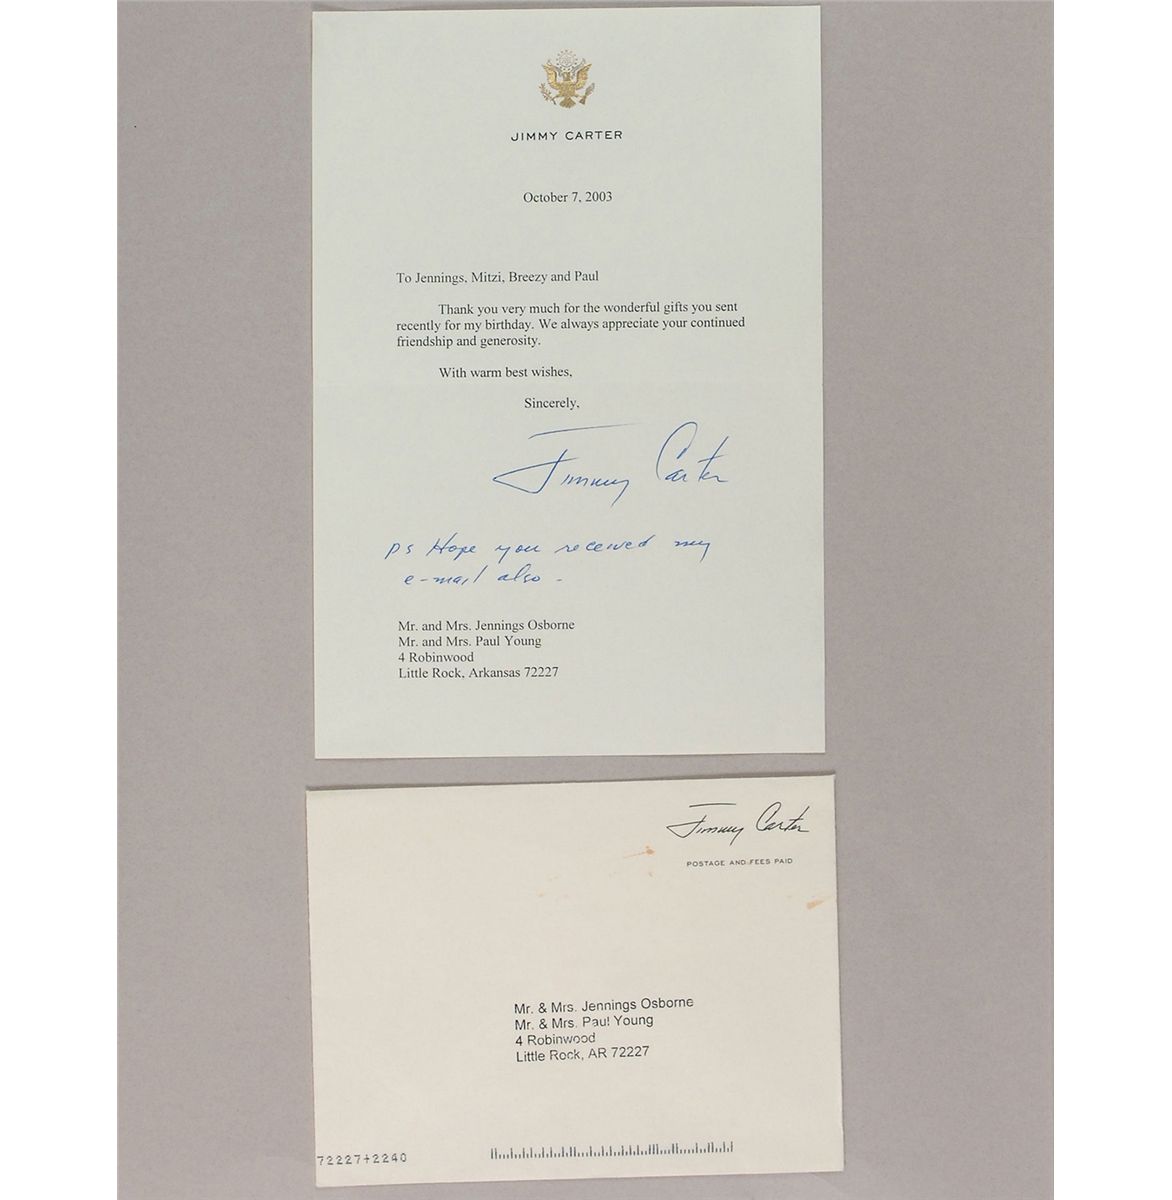 JIMMY CARTER
October 7, 2003
To Jennings, Mitzi, Breezy and Paul
Thank you very much for the wonderful gifts you sent
recently for my birthday. We always appreciate your continued
friendship and generosity.
With warm best wishes,
Sincerely,
Jimmy Carter
ps Hope you received my
e-mail also -
Mr. and Mrs. Jennings Osborne
Mr. and Mrs. Paul Young
4 Robinwood
Little Rock, Arkansas 72227
Jimmy Carter
POSTAGE AND FEES PAID
Mr. & Mrs. Jennings Osborne
Mr. & Mrs. Paul Young
4 Robinwood
Little Rock, AR 72227
72227+2240